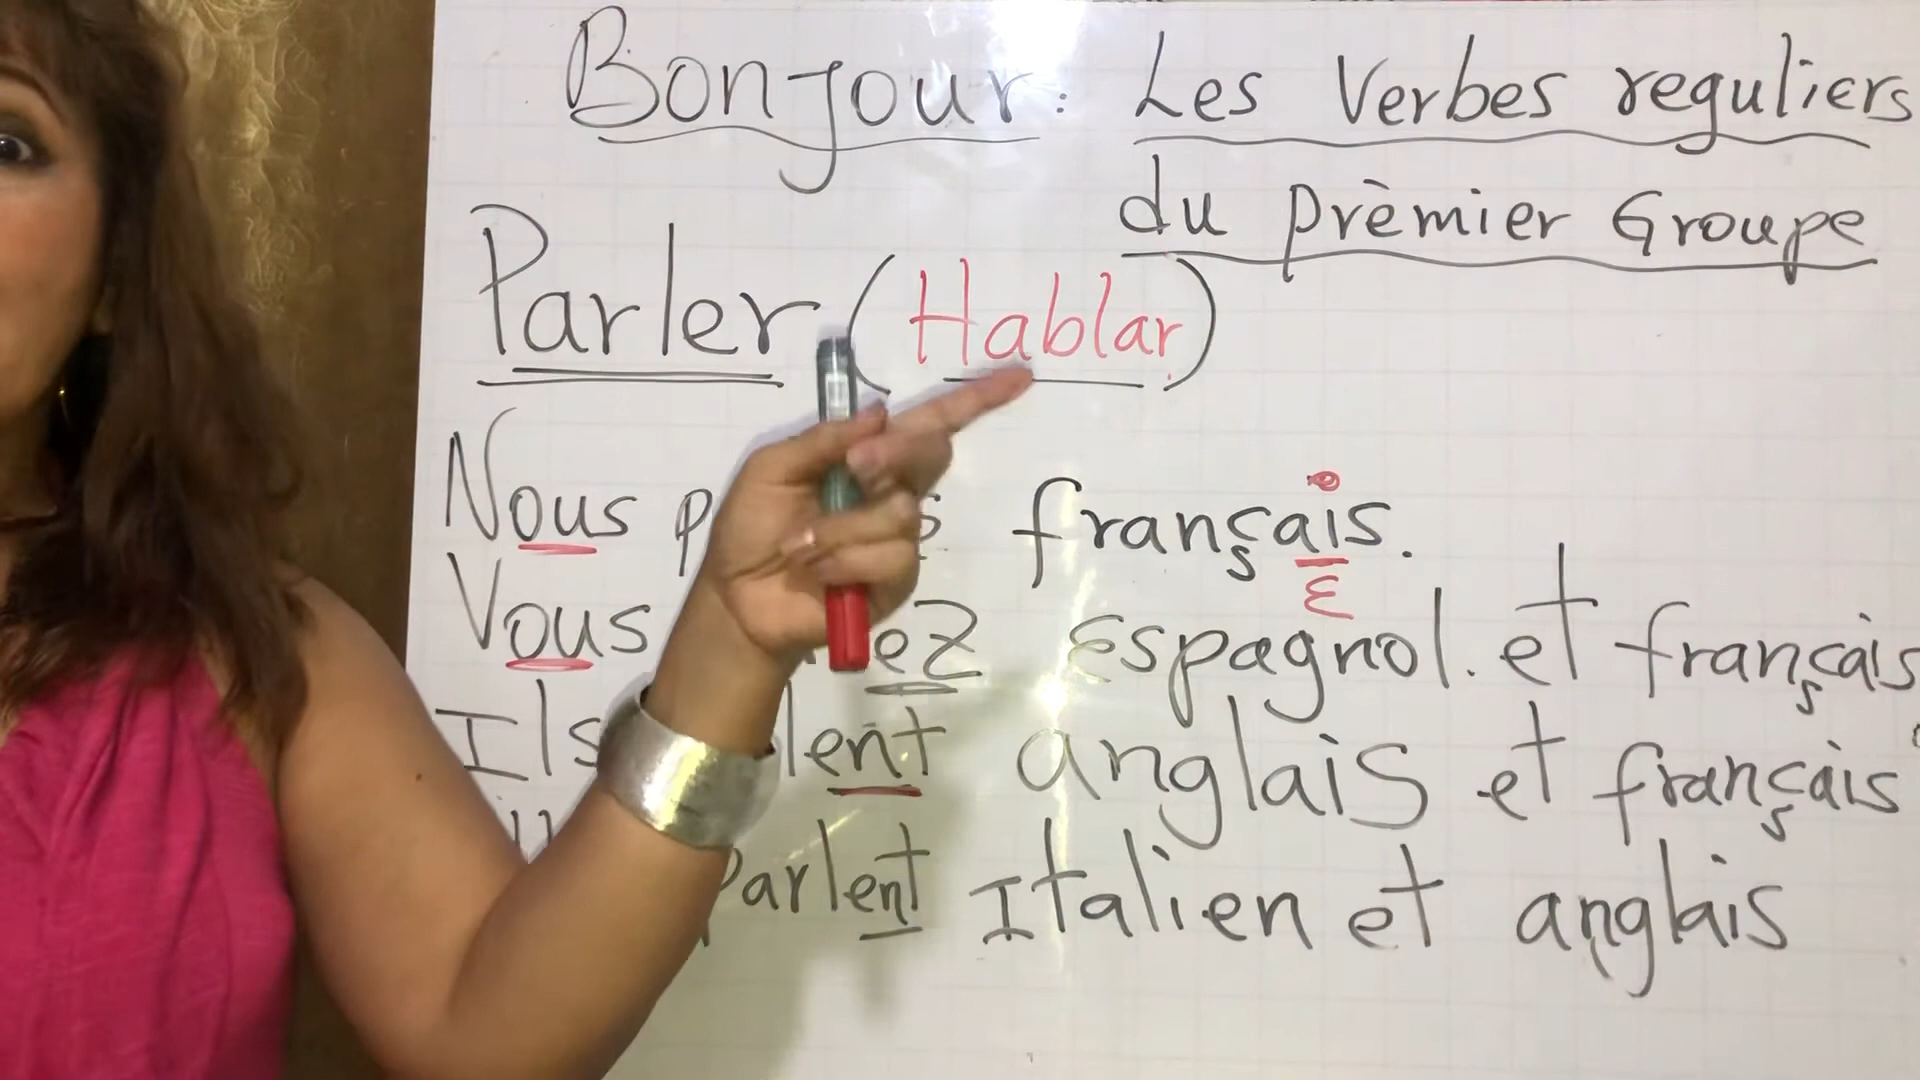 Bonjour: Les Verbes reguliers
du prèmier Groupe
Parler (Hablar)
Nous français.
ε
Vous Espagnol. et français
Ils anglais et français
Parlent Italien et anglais